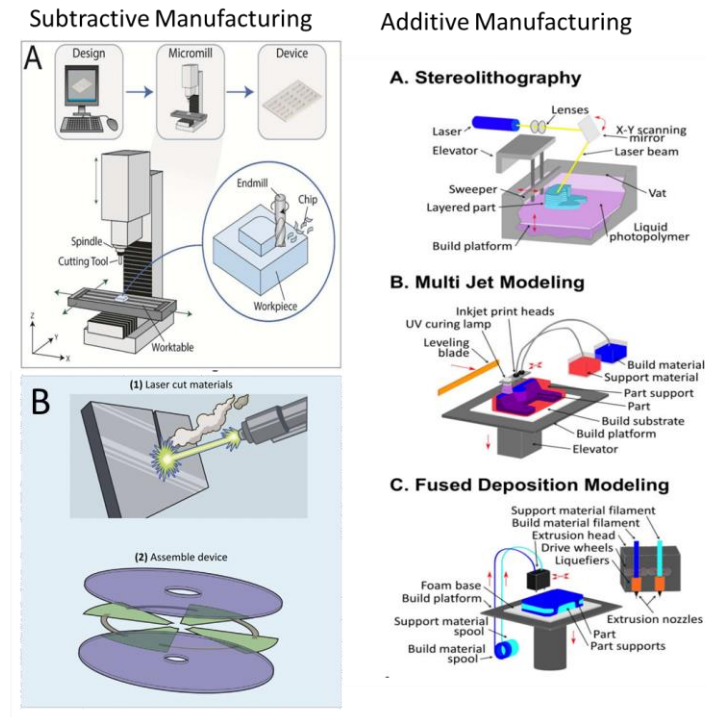 Subtractive Manufacturing
A
Design
Micromill
Device
Endmill
Chip
Spindle
Cutting Tool
Workpiece
Worktable
Z
Y
X
B
(1) Laser cut materials
(2) Assemble device
Additive Manufacturing
A. Stereolithography
Lenses
Laser
X-Y scanning
mirror
Elevator
Laser beam
Sweeper
Vat
Layered part
Liquid
photopolymer
Build platform
B. Multi Jet Modeling
Inkjet print heads
UV curing lamp
Leveling
blade
Build material
Support material
Part support
Part
Build substrate
Build platform
Elevator
C. Fused Deposition Modeling
Support material filament
Build material filament
Extrusion head
Drive wheels
Liquefiers
Foam base
Build platform
Extrusion nozzles
Support material
spool
Part
Part supports
Build material
spool